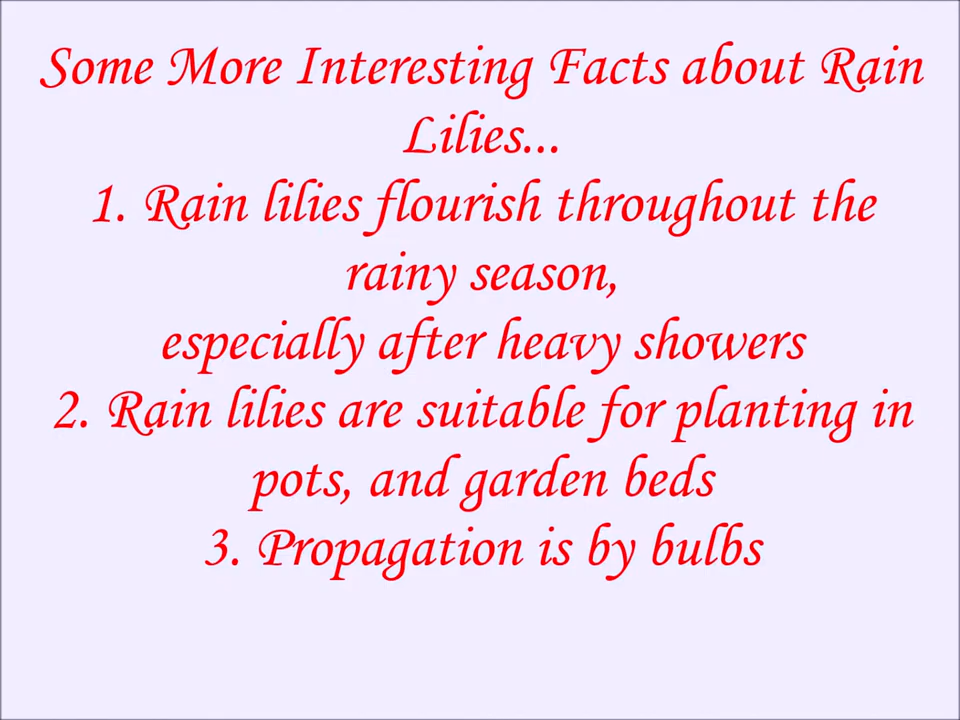 Some More Interesting Facts about Rain
Lilies...
1. Rain lilies flourish throughout the
rainy season,
especially after heavy showers
2. Rain lilies are suitable for planting in
pots, and garden beds
3. Propagation is by bulbs